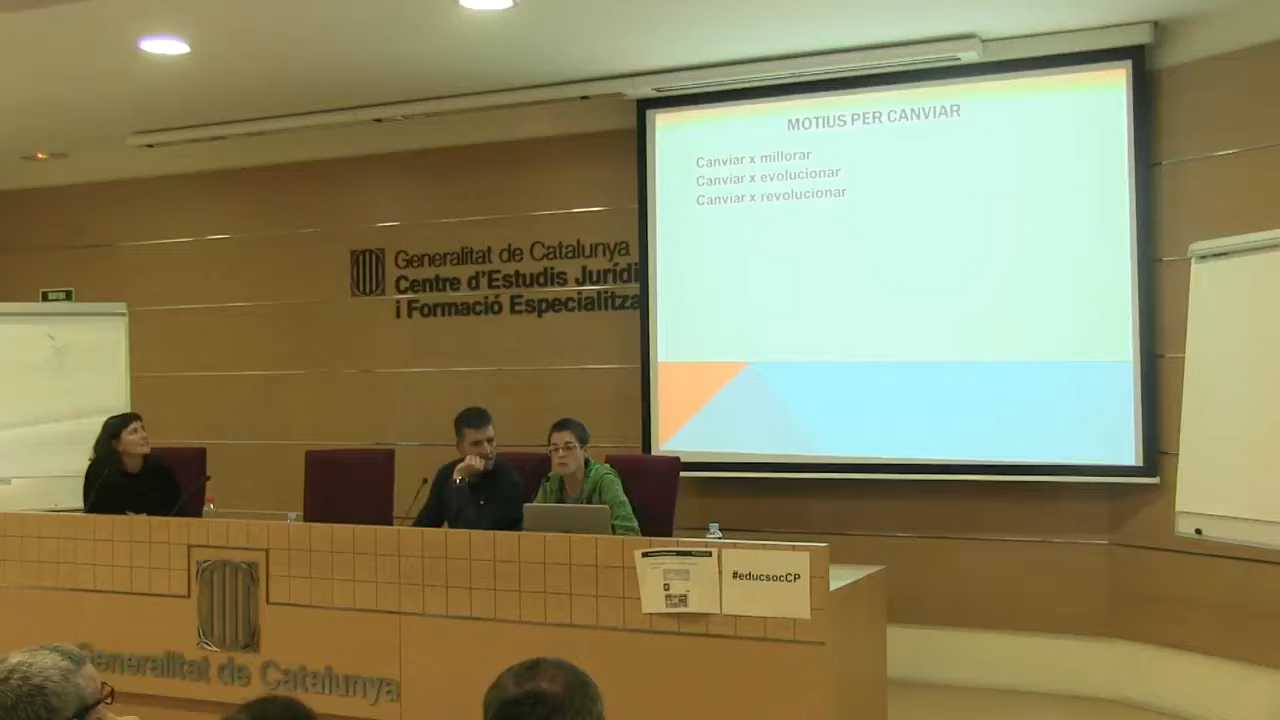 MOTIUS PER CANVIAR
Canviar x millorar
Canviar x evolucionar
Canviar x revolucionar
Generalitat de Catalunya
Centre d'Estudis Jurídi
i Formació Especialitza
#educsocCP
Generalitat de Catalunya